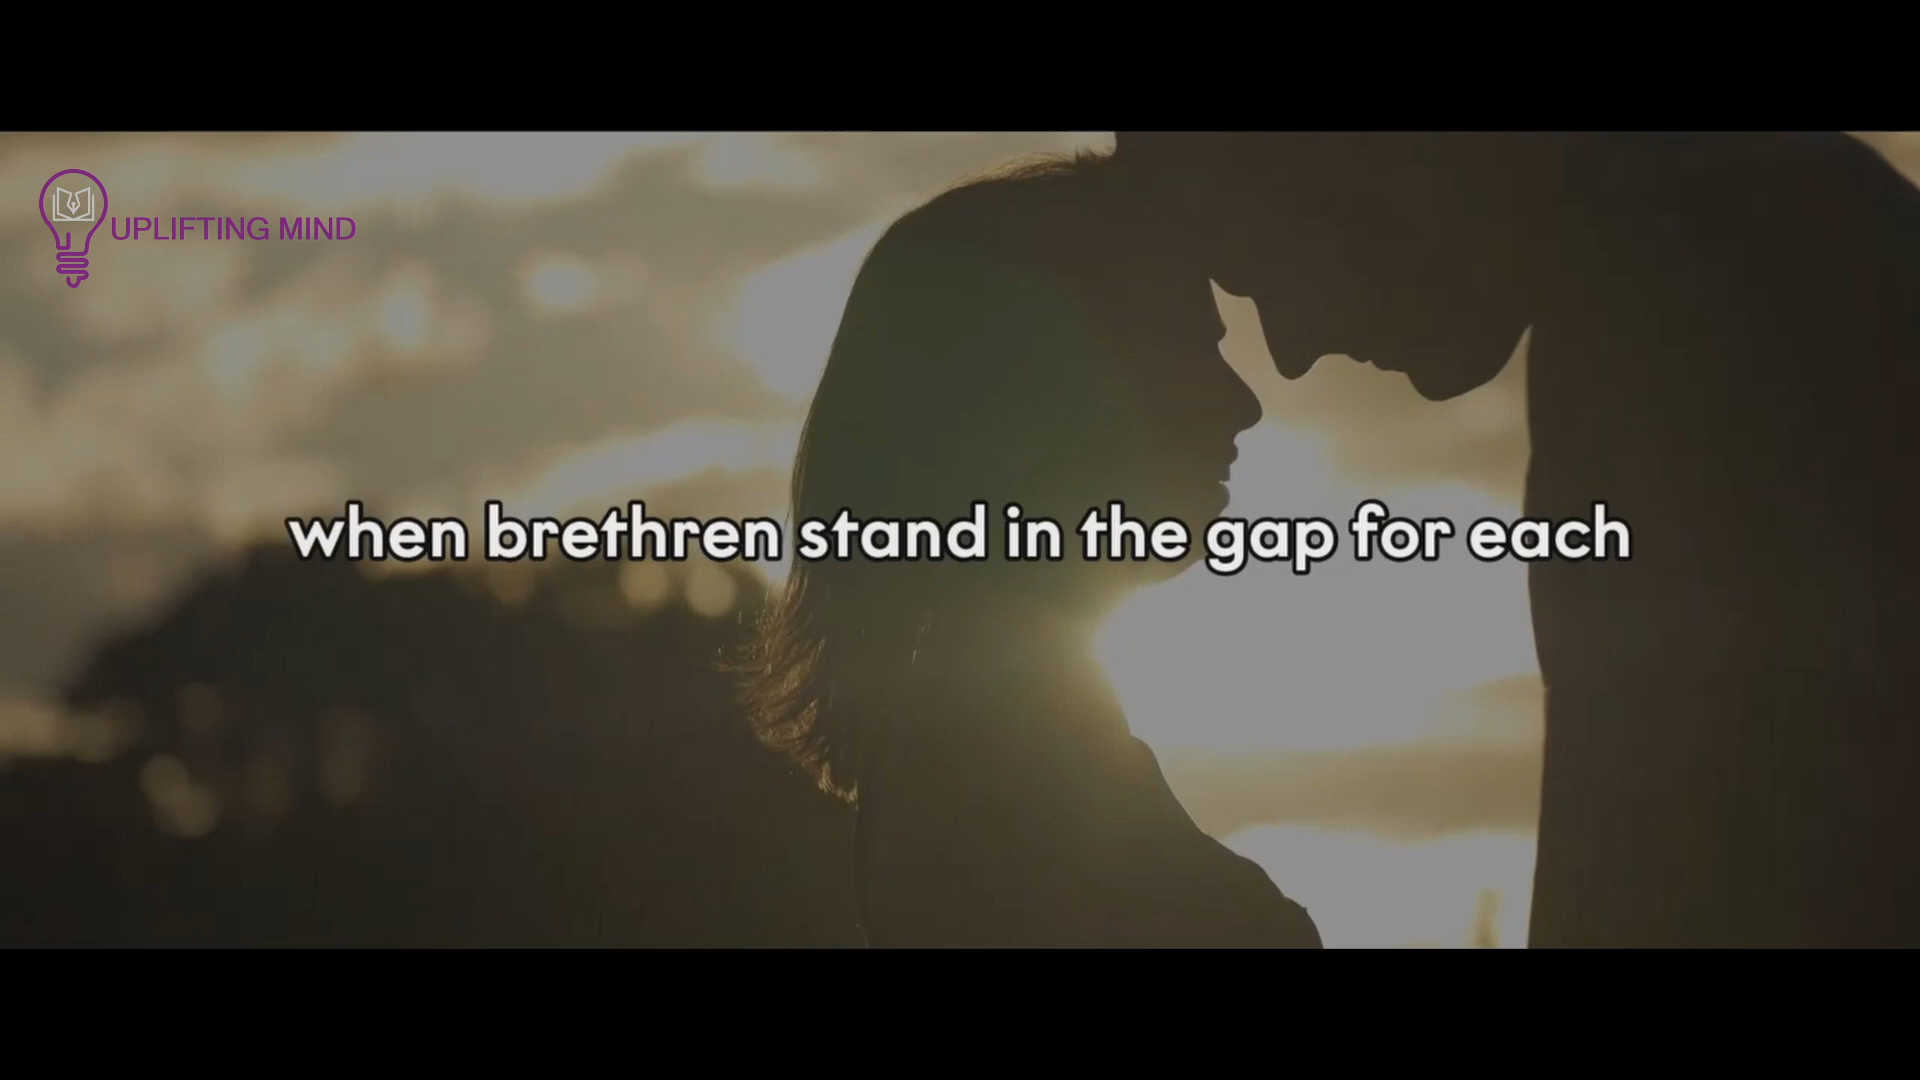 UPLIFTING MIND
when brethren stand in the gap for each